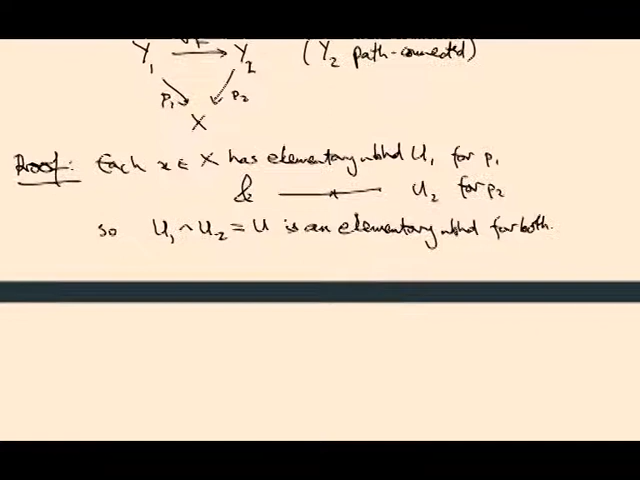 Y₁ → Y₂ (Y₂ path-connected)
p₁ p₂
X
Proof: Each x ∈ X has elementary nbhd U₁ for p₁
& —〃— U₂ for p₂
so U₁ ∩ U₂ = U is an elementary nbhd for both.